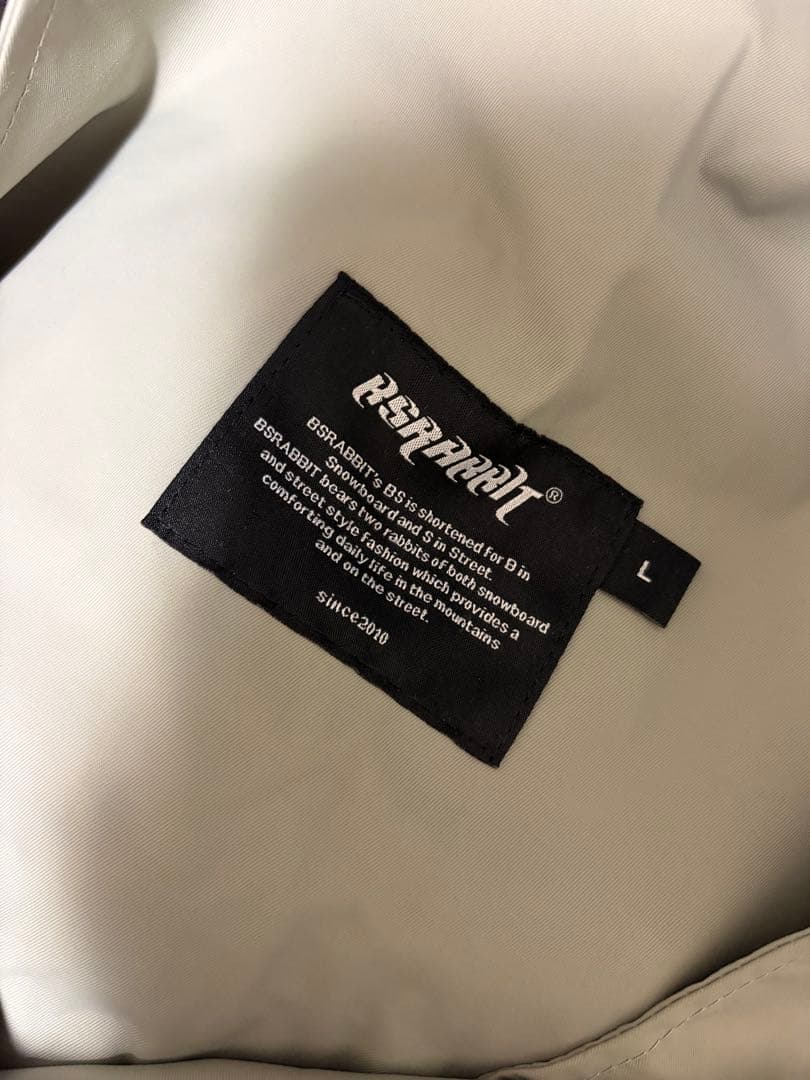 BSRABBIT®
BSRABBIT's BS is shortened for B in
Snowboard and S in Street.
BSRABBIT bears two rabbits of both snowboard
and street style fashion which provides a
comforting daily life in the mountains
and on the street.
since2010
L